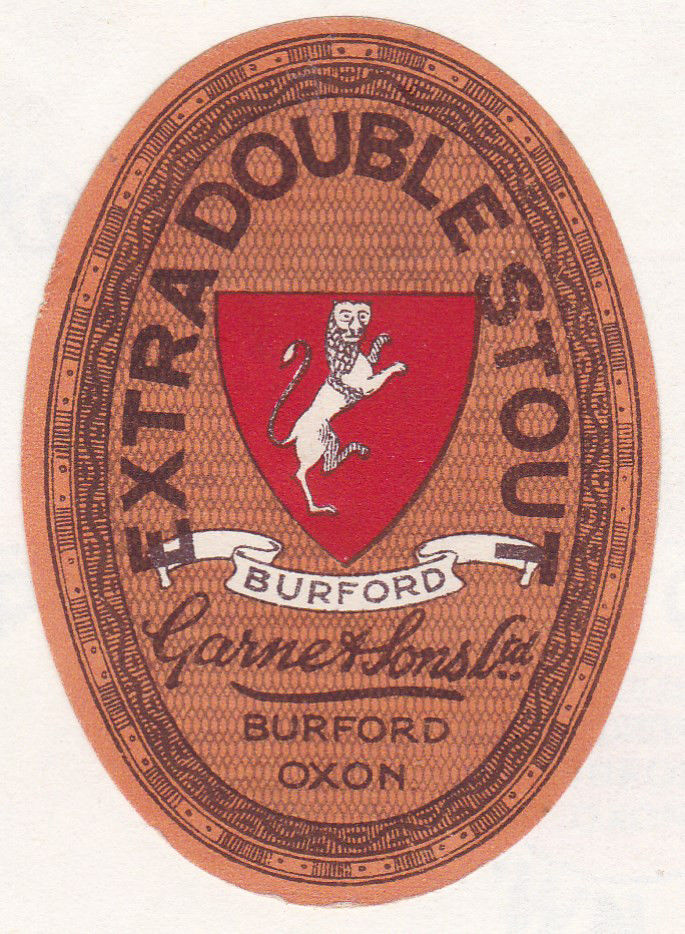 EXTRA DOUBLE STOUT
BURFORD
Garne & Sons Ltd
BURFORD
OXON